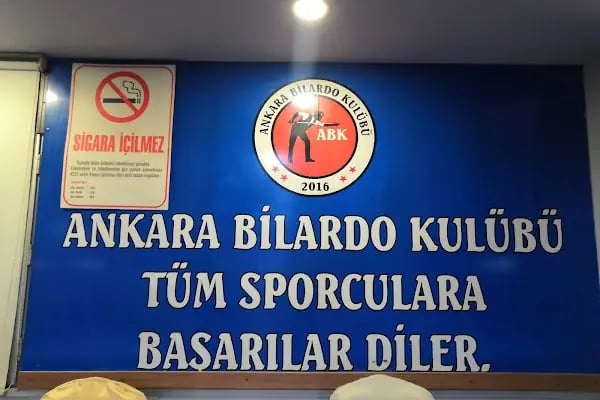 SİGARA İÇİLMEZ
ANKARA BİLARDO KULÜBÜ
ABK
2016
ANKARA BİLARDO KULÜBÜ
TÜM SPORCULARA
BAŞARILAR DİLER.